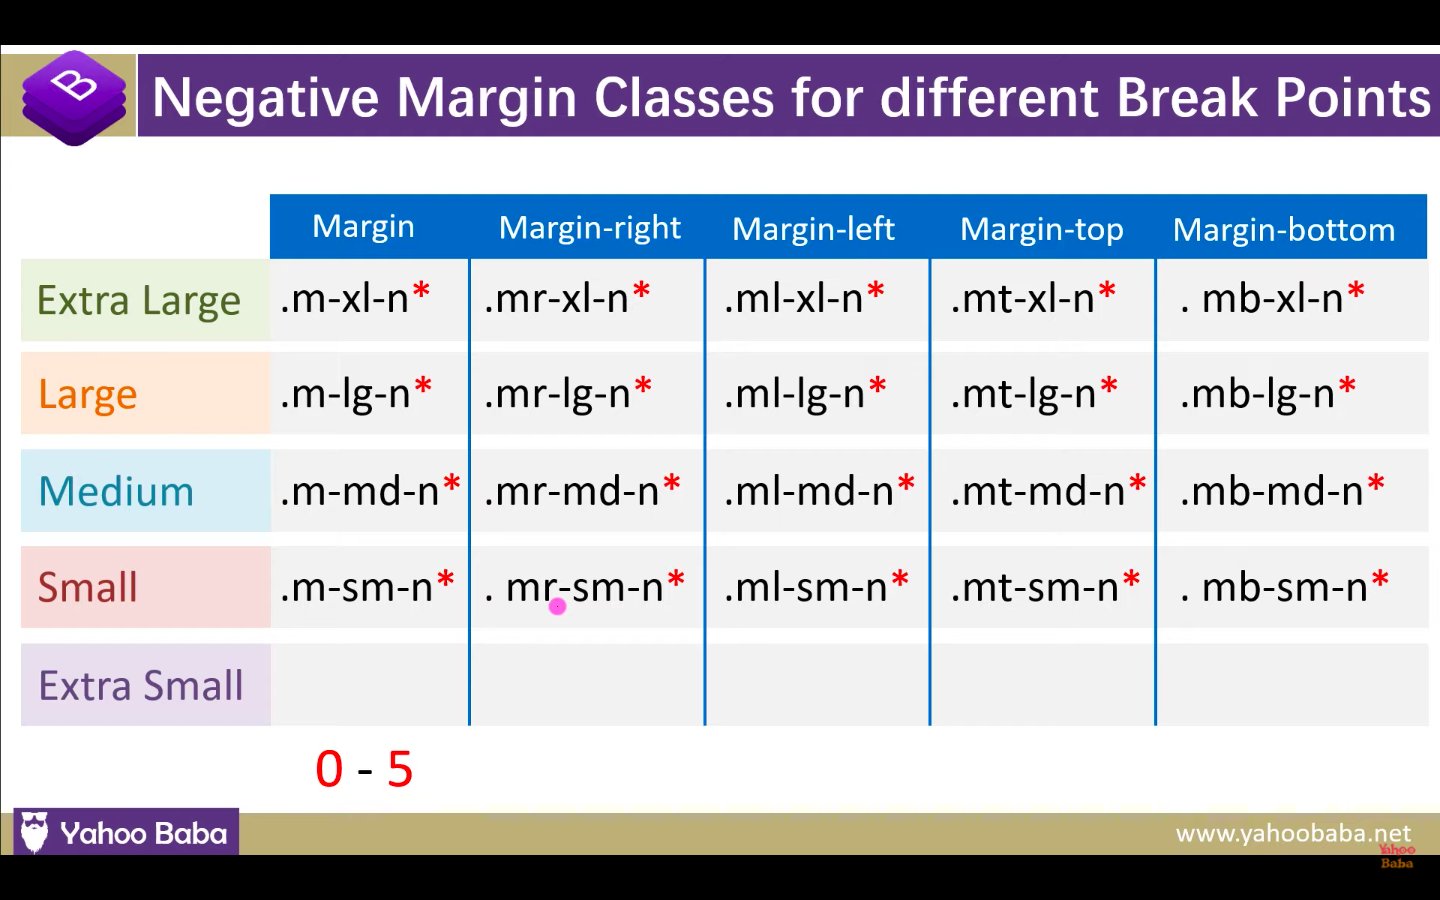 B
Negative Margin Classes for different Break Points
Margin Margin-right Margin-left Margin-top Margin-bottom
Extra Large .m-xl-n* .mr-xl-n* .ml-xl-n* .mt-xl-n* . mb-xl-n*
Large .m-lg-n* .mr-lg-n* .ml-lg-n* .mt-lg-n* .mb-lg-n*
Medium .m-md-n* .mr-md-n* .ml-md-n* .mt-md-n* .mb-md-n*
Small .m-sm-n* . mr-sm-n* .ml-sm-n* .mt-sm-n* . mb-sm-n*
Extra Small
0 - 5
Yahoo Baba
www.yahoobaba.net
Yahoo
Baba